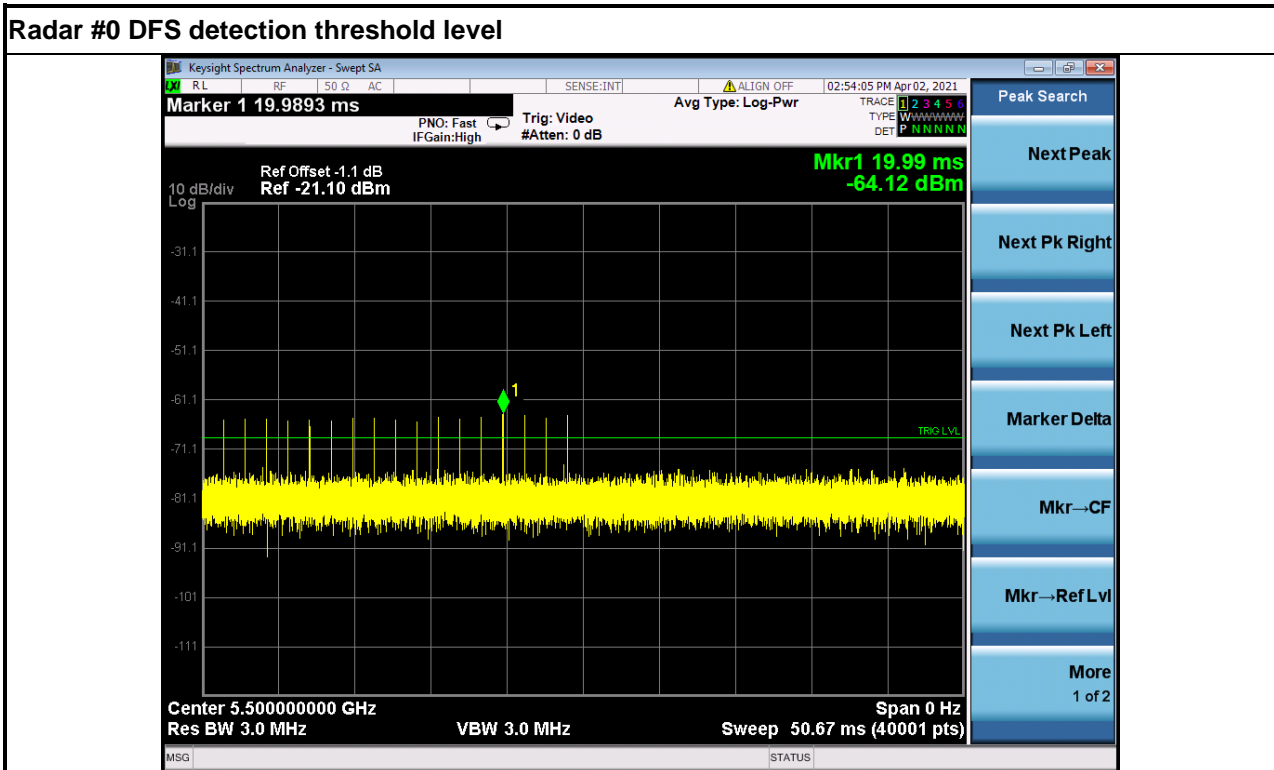 Radar #0 DFS detection threshold level
Keysight Spectrum Analyzer - Swept SA
LXI RL RF 50 Ω AC SENSE:INT ALIGN OFF 02:54:05 PM Apr 02, 2021
Marker 1 19.9893 ms
Avg Type: Log-Pwr
TRACE 1 2 3 4 5 6
TYPE WWWWWWW
DET P N N N N N
PNO: Fast
IFGain:High
Trig: Video
#Atten: 0 dB
Peak Search
Mkr1 19.99 ms
-64.12 dBm
Ref Offset -1.1 dB
10 dB/div Ref -21.10 dBm
Log
Next Peak
-31.1
Next Pk Right
-41.1
Next Pk Left
-51.1
1
-61.1
Marker Delta
TRIG LVL
-71.1
-81.1
Mkr→CF
-91.1
-101
Mkr→Ref Lvl
-111
More
1 of 2
Center 5.500000000 GHz Span 0 Hz
Res BW 3.0 MHz VBW 3.0 MHz Sweep 50.67 ms (40001 pts)
MSG STATUS